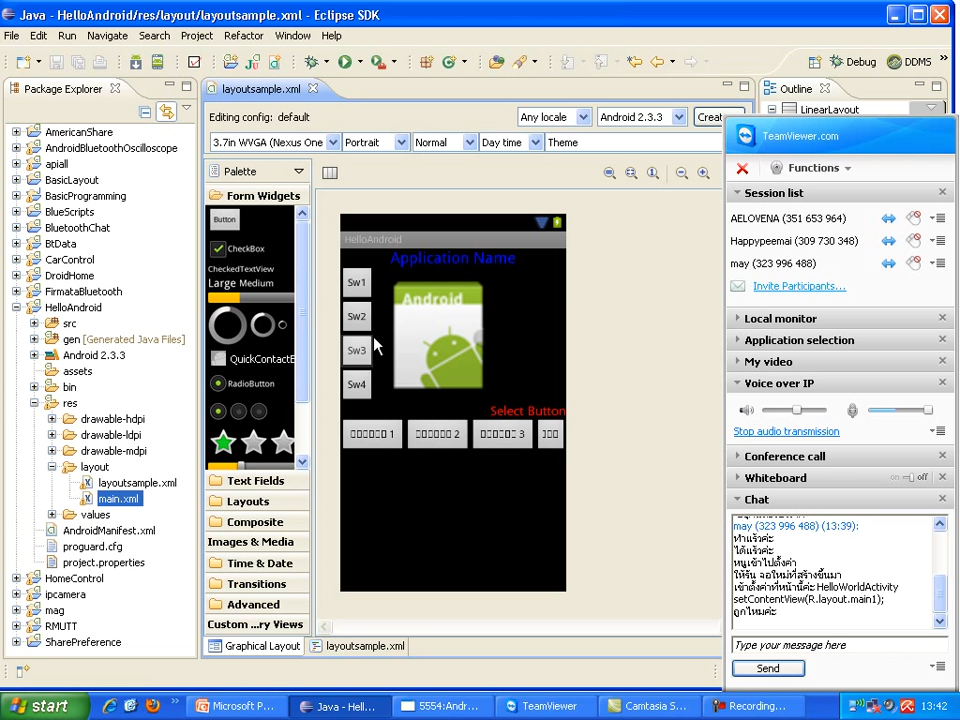 Java - HelloAndroid/res/layout/layoutsample.xml - Eclipse SDK
File Edit Run Navigate Search Project Refactor Window Help
Debug DDMS
Package Explorer
AmericanShare
AndroidBluetoothOscilloscope
apiall
BasicLayout
BasicProgramming
BlueScripts
BluetoothChat
BtData
CarControl
DroidHome
FirmataBluetooth
HelloAndroid
src
gen [Generated Java Files]
Android 2.3.3
assets
bin
res
drawable-hdpi
drawable-ldpi
drawable-mdpi
layout
layoutsample.xml
main.xml
values
AndroidManifest.xml
proguard.cfg
project.properties
HomeControl
ipcamera
mag
RMUTT
SharePreference
layoutsample.xml
Editing config: default
Any locale Android 2.3.3 Creat
3.7in WVGA (Nexus One Portrait Normal Day time Theme
Palette
Form Widgets
Button
CheckBox
CheckedTextView
Large Medium
QuickContactB
RadioButton
Text Fields
Layouts
Composite
Images & Media
Time & Date
Transitions
Advanced
Custom ...ry Views
Graphical Layout layoutsample.xml
HelloAndroid
Application Name
Sw1
Sw2
Sw3
Sw4
Android
Select Button
1 2 3
Outline
LinearLayout
TeamViewer.com
Functions
Session list
AELOVENA (351 653 964)
Happypeemai (309 730 348)
may (323 996 488)
Invite Participants...
Local monitor
Application selection
My video
Voice over IP
Stop audio transmission
Conference call
Whiteboard on off
Chat
may (323 996 488) (13:39):
ทำแร้วค่ะ
ได้แร้วค่ะ
หนูเข้าไปตั้งค่า
ให้รัน จอใหม่ที่สร้างขึ้นมา
เข้าตั้งค่าที่หน้านี้ค่ะ HelloWorldActivity
setContentView(R.layout.main1);
ถูกไหมค่ะ
Type your message here
Send
start
Microsoft P...
Java - Hell...
5554:Andr...
TeamViewer
Camtasia S...
Recording...
13:42